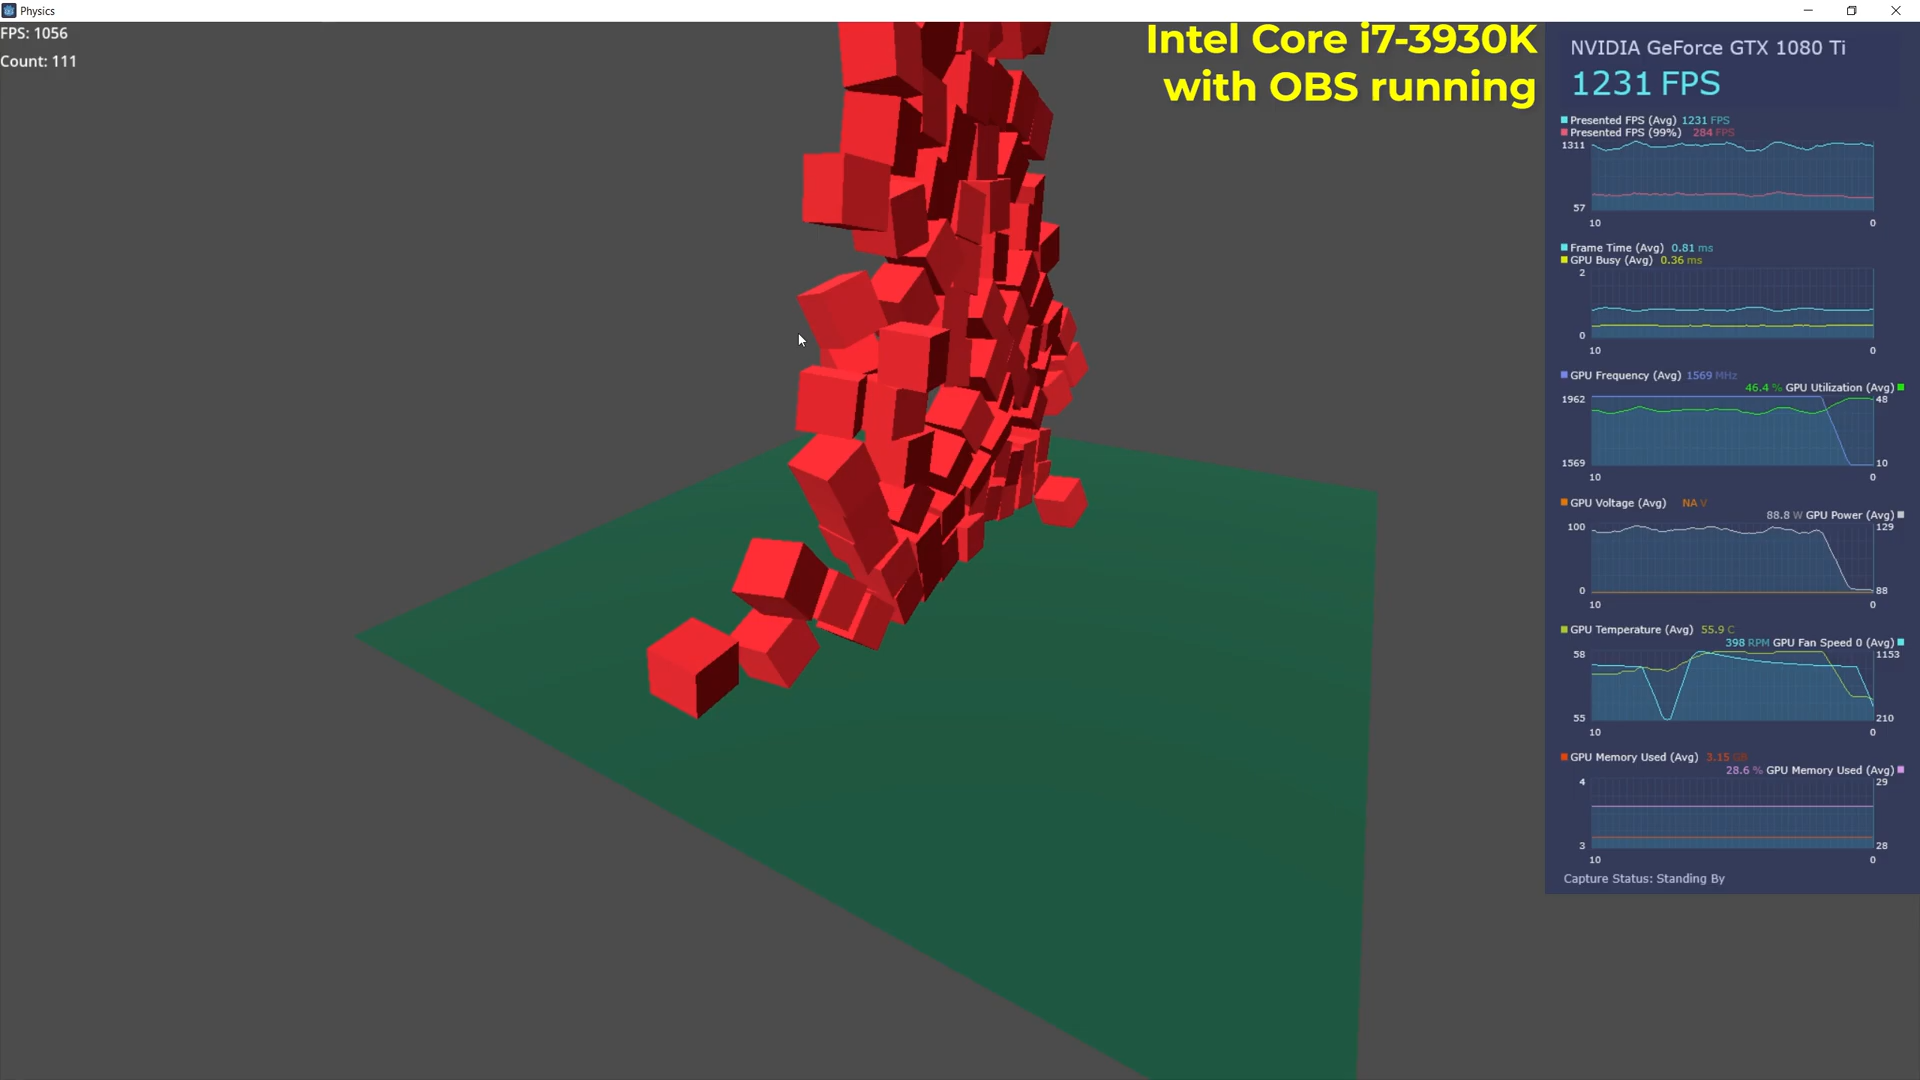 Physics
FPS: 1056
Count: 111
Intel Core i7-3930K
with OBS running
NVIDIA GeForce GTX 1080 Ti
1231 FPS
Presented FPS (Avg) 1231 FPS
Presented FPS (99%) 284 FPS
1311
57
10 0
Frame Time (Avg) 0.81 ms
GPU Busy (Avg) 0.36 ms
2
0
10 0
GPU Frequency (Avg) 1569 MHz
46.4 % GPU Utilization (Avg)
1962 48
1569 10
10 0
GPU Voltage (Avg) NA V
88.8 W GPU Power (Avg)
100 129
0 88
10 0
GPU Temperature (Avg) 55.9 C
398 RPM GPU Fan Speed 0 (Avg)
58 1153
55 210
10 0
GPU Memory Used (Avg) 3.15 GB
28.6 % GPU Memory Used (Avg)
4 29
3 28
10 0
Capture Status: Standing By